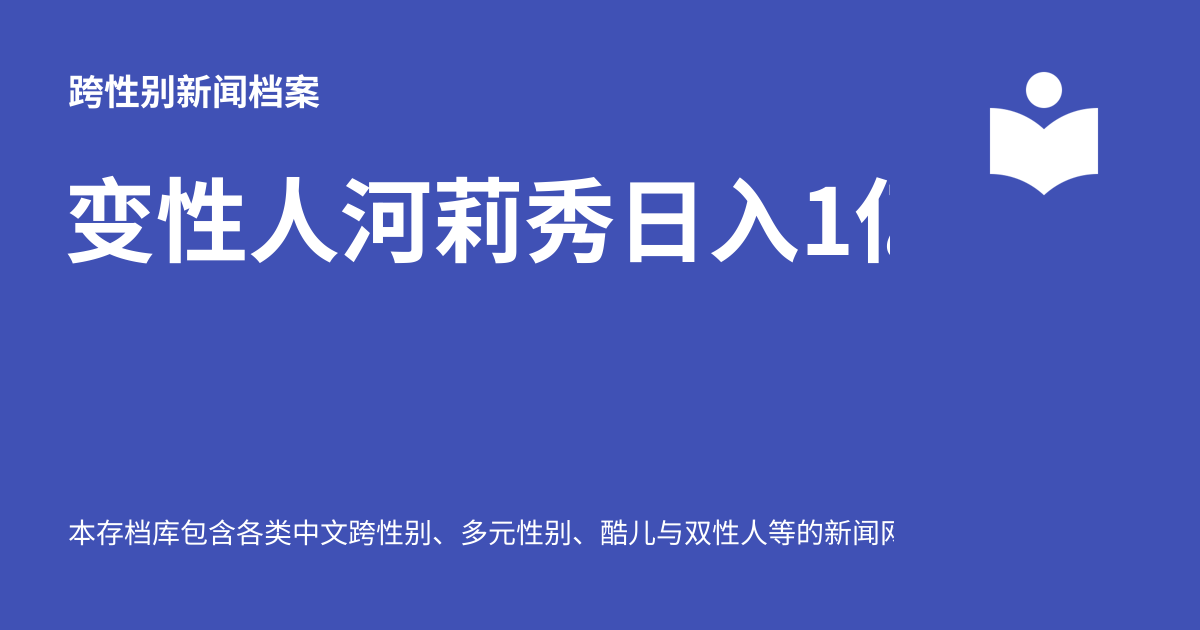 跨性别新闻档案
变性人河莉秀日入1亿
本存档库包含各类中文跨性别、多元性别、酷儿与双性人等的新闻网